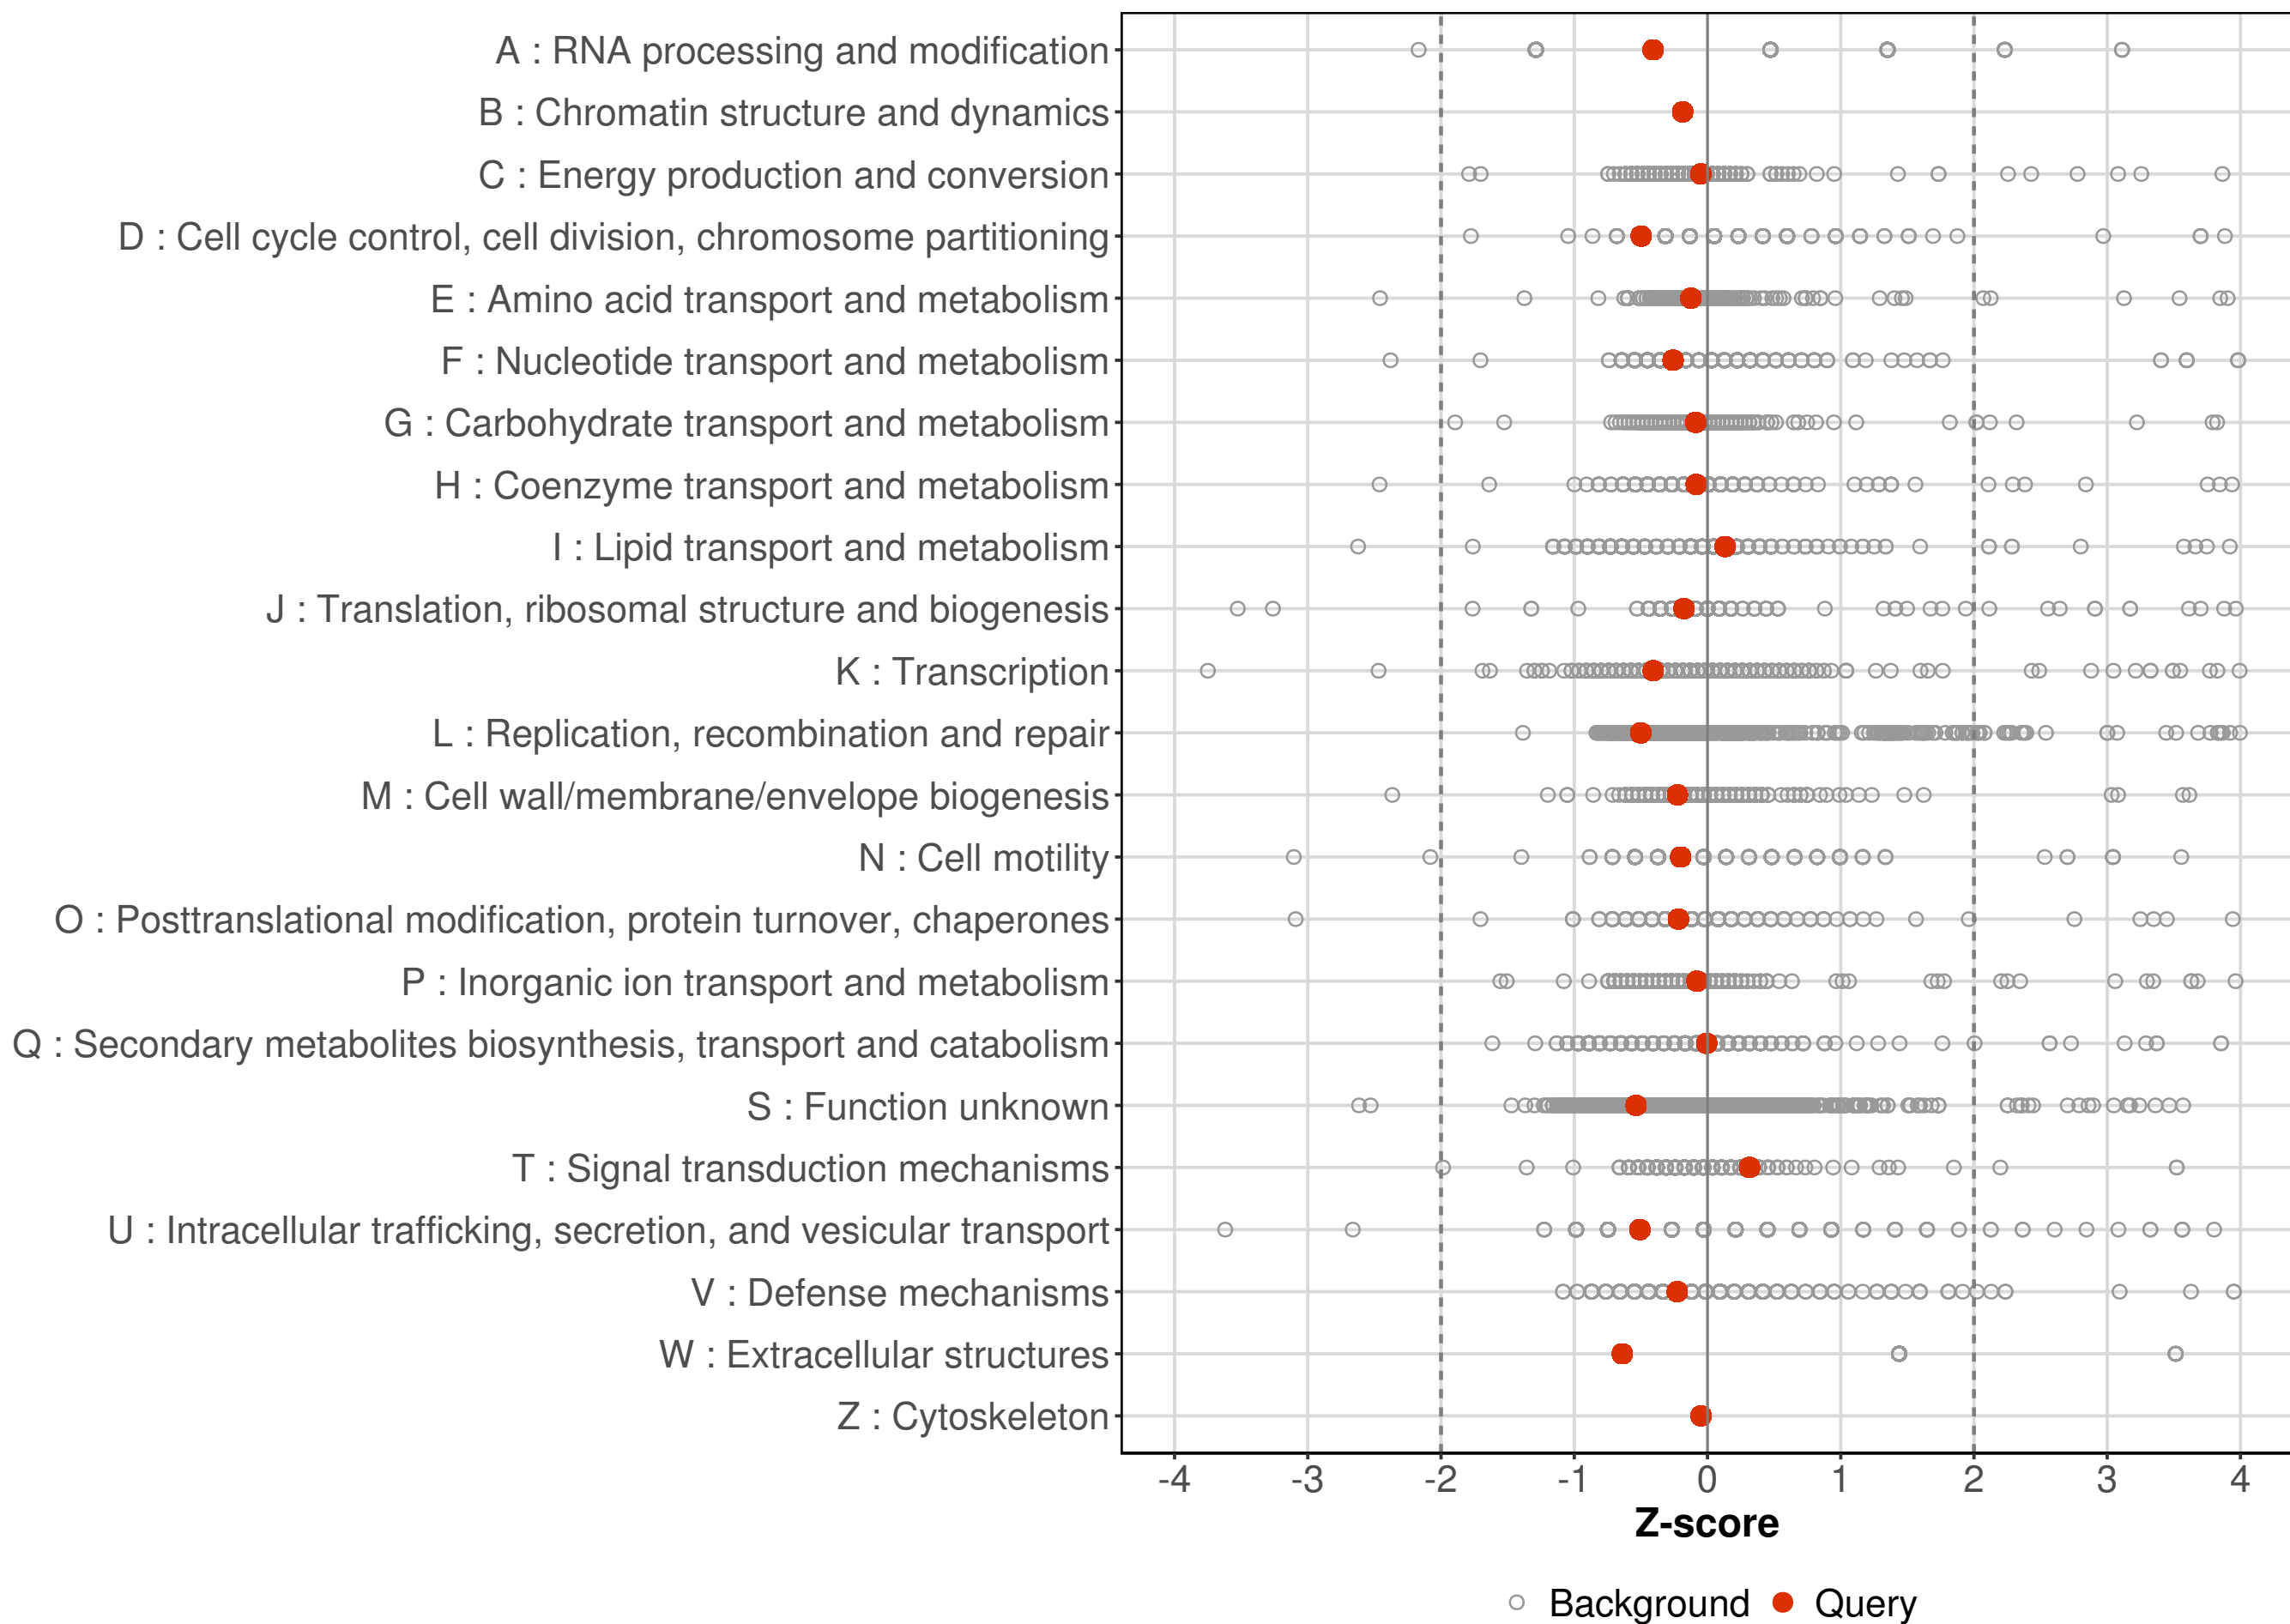 A : RNA processing and modification
B : Chromatin structure and dynamics
C : Energy production and conversion
D : Cell cycle control, cell division, chromosome partitioning
E : Amino acid transport and metabolism
F : Nucleotide transport and metabolism
G : Carbohydrate transport and metabolism
H : Coenzyme transport and metabolism
I : Lipid transport and metabolism
J : Translation, ribosomal structure and biogenesis
K : Transcription
L : Replication, recombination and repair
M : Cell wall/membrane/envelope biogenesis
N : Cell motility
O : Posttranslational modification, protein turnover, chaperones
P : Inorganic ion transport and metabolism
Q : Secondary metabolites biosynthesis, transport and catabolism
S : Function unknown
T : Signal transduction mechanisms
U : Intracellular trafficking, secretion, and vesicular transport
V : Defense mechanisms
W : Extracellular structures
Z : Cytoskeleton
-4 -3 -2 -1 0 1 2 3 4
Z-score
Background Query